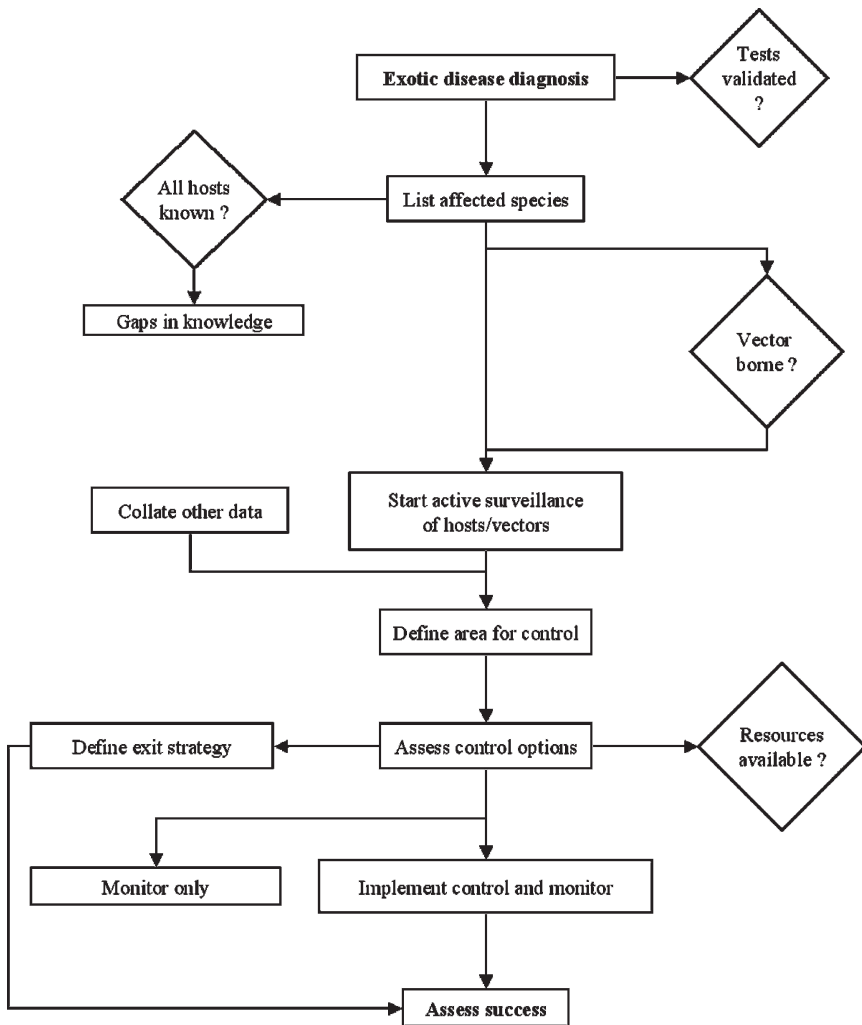 Exotic disease diagnosis
Tests
validated
?
All hosts
known ?
List affected species
Gaps in knowledge
Vector
borne ?
Collate other data
Start active surveillance
of hosts/vectors
Define area for control
Define exit strategy
Assess control options
Resources
available ?
Monitor only
Implement control and monitor
Assess success